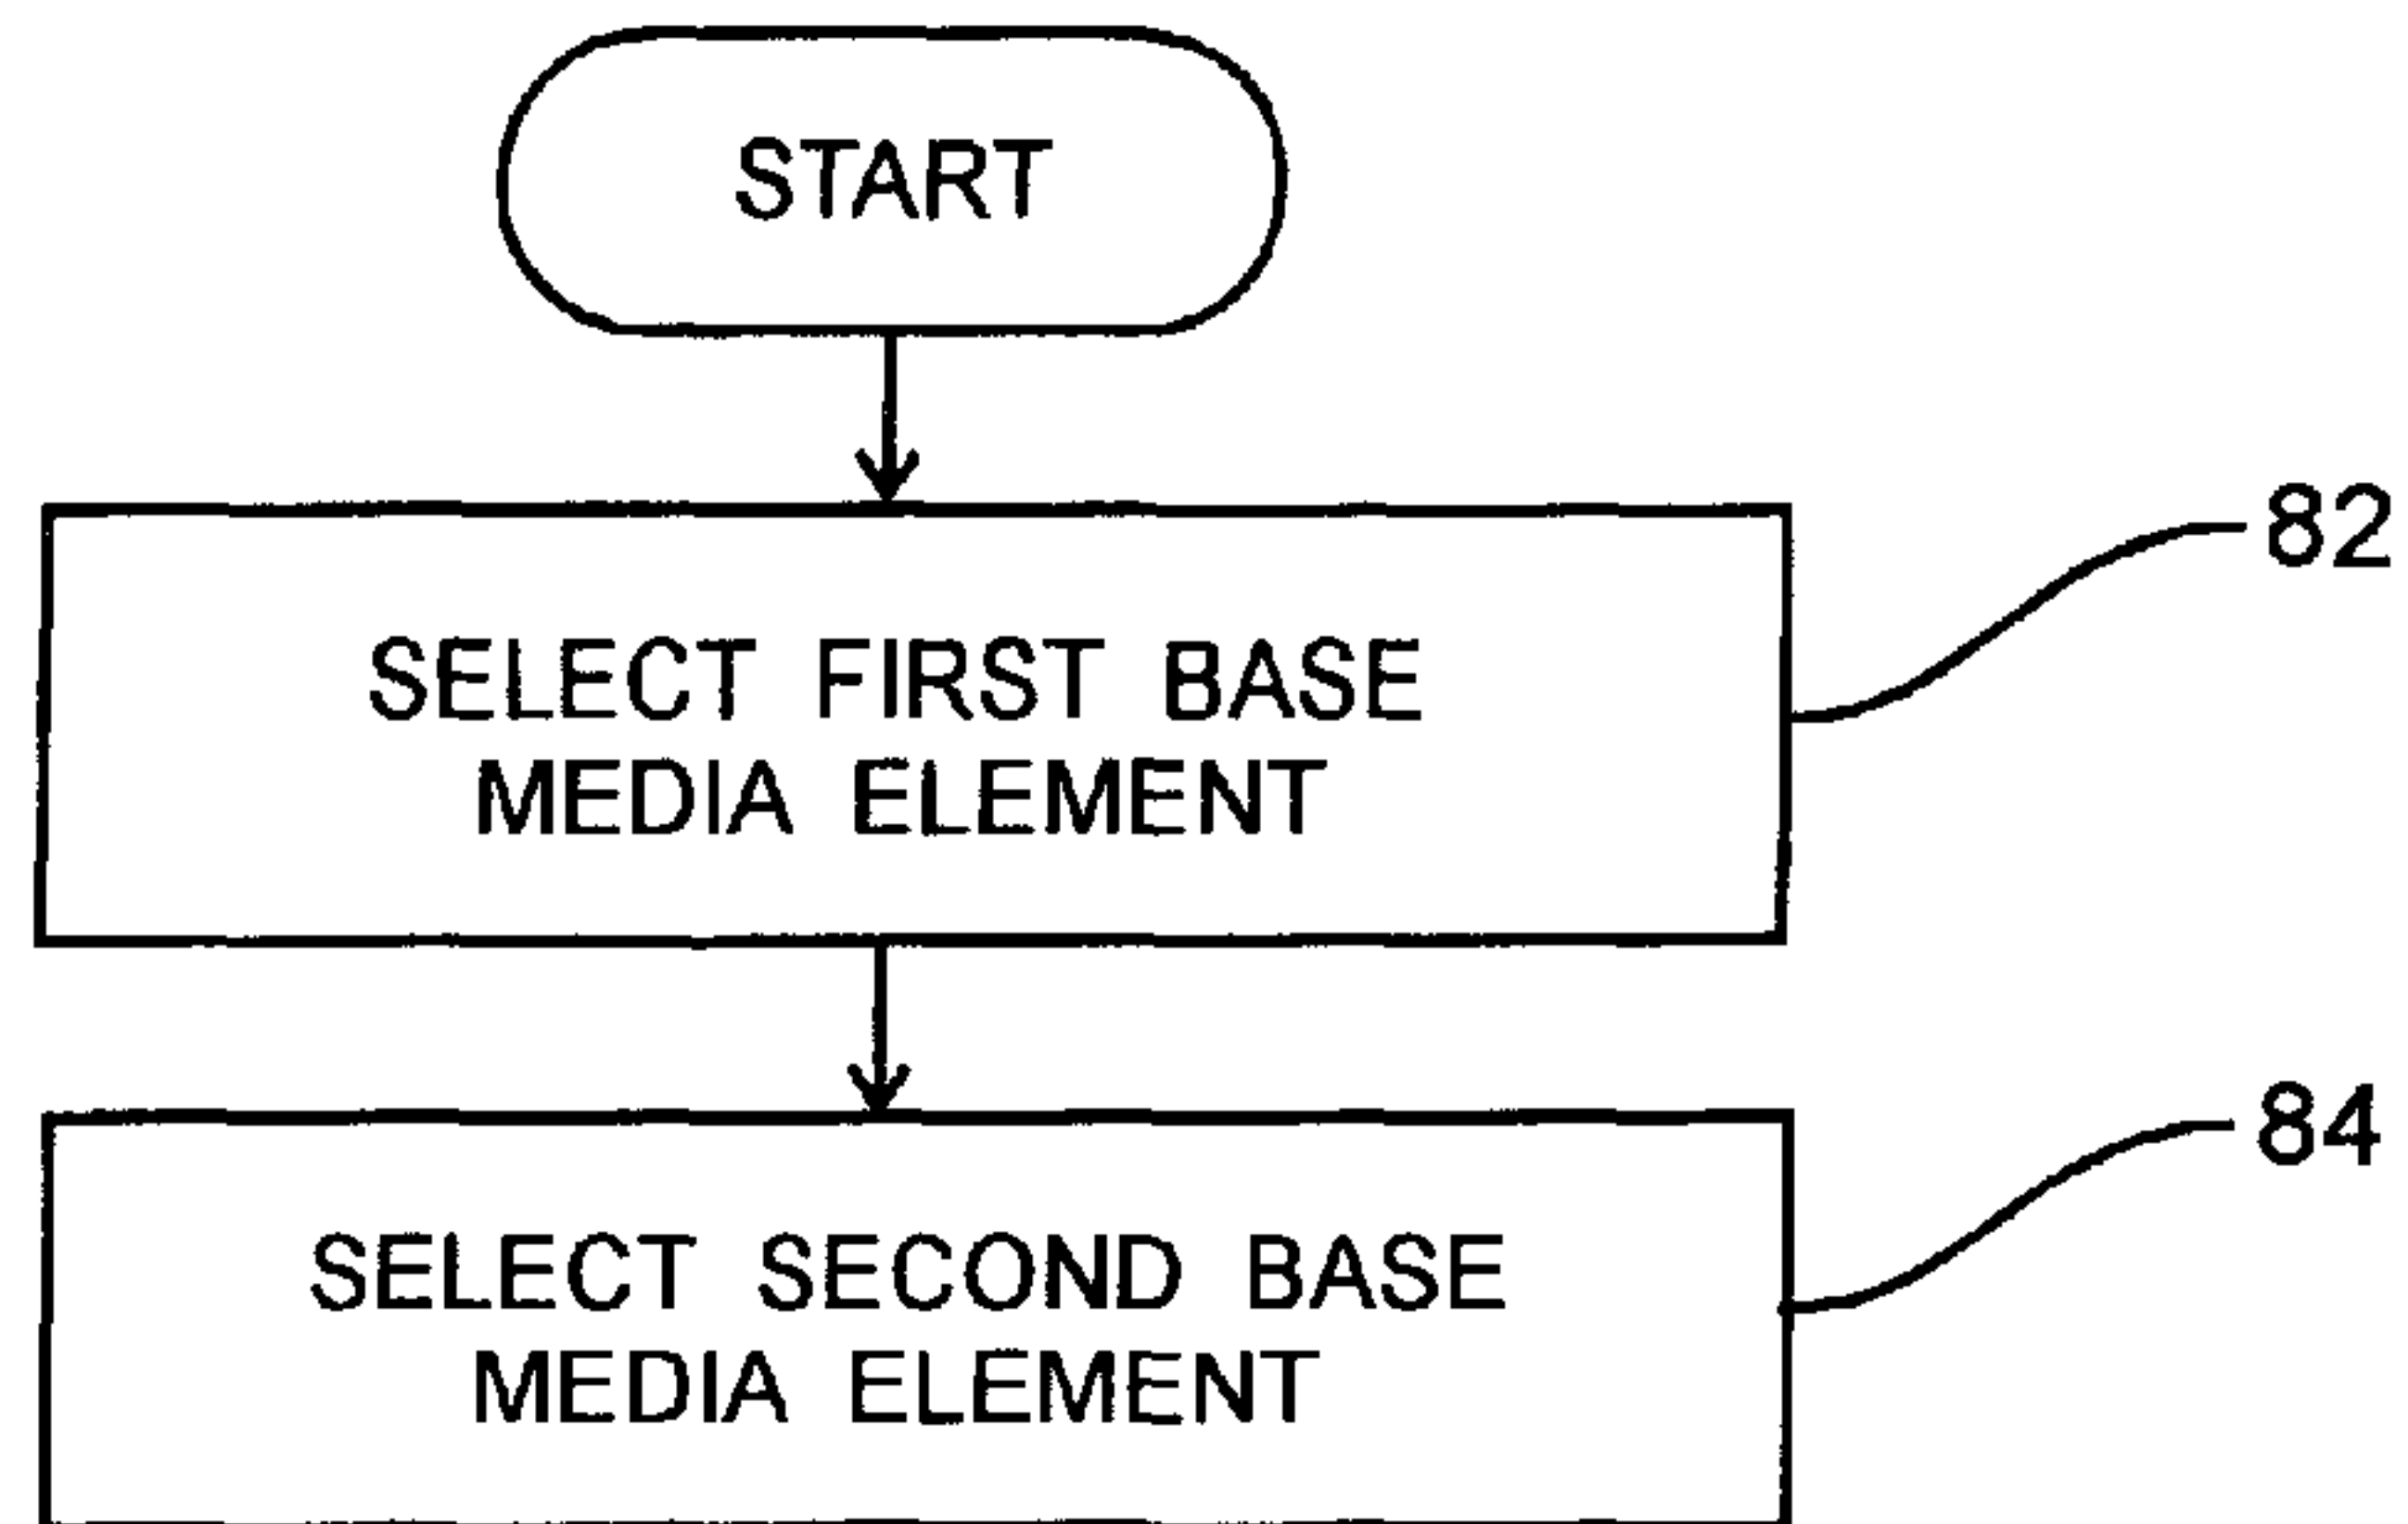 START
82
SELECT FIRST BASE
MEDIA ELEMENT
84
SELECT SECOND BASE
MEDIA ELEMENT